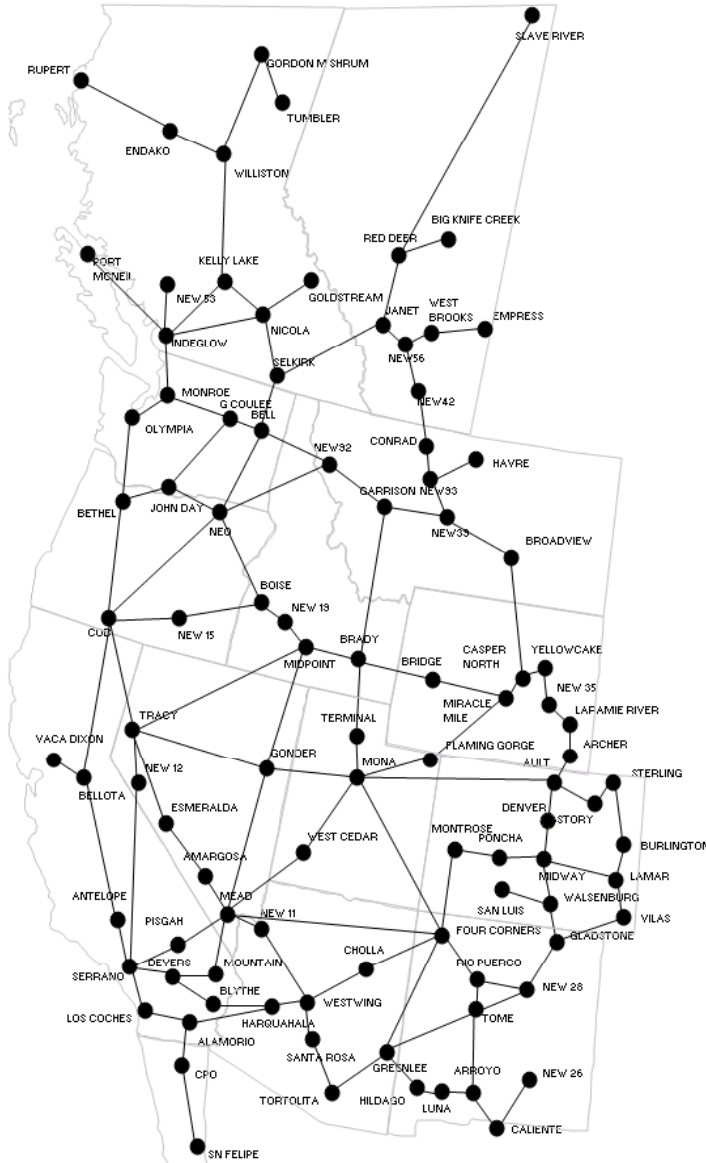 SLAVE RIVER
GORDON M SHRUM
RUPERT
TUMBLER
ENDAKO
WILLISTON
BIG KNIFE CREEK
RED DEER
PORT
MCNEIL
KELLY LAKE
NEW 53
GOLDSTREAM
JANET
WEST
BROOKS
EMPRESS
NICOLA
INDEGLOW
NEW56
SELKIRK
MONROE
G COULEE
BELL
NEW42
OLYMPIA
CONRAD
NEW92
HAVRE
GARRISON
NEW93
BETHEL
JOHN DAY
NEO
NEW39
BROADVIEW
BOISE
NEW 19
CUB
NEW 15
BRADY
MIDPOINT
BRIDGE
CASPER
NORTH
YELLOWCAKE
MIRACLE
MILE
NEW 35
LARAMIE RIVER
TRACY
TERMINAL
VACA DIXON
FLAMING GORGE
ARCHER
GONDER
MONA
AULT
NEW 12
STERLING
BELLOTA
ESMERALDA
DENVER
STORY
WEST CEDAR
MONTROSE
PONCHA
BURLINGTON
AMARGOSA
MIDWAY
LAMAR
ANTELOPE
MEAD
NEW 11
SAN LUIS
WALSENBURG
PISGAH
VILAS
FOUR CORNERS
GLADSTONE
CHOLLA
DEVERS
MOUNTAIN
RIO PUERCO
SERRANO
BLYTHE
WESTWING
NEW 28
LOS COCHES
HARQUAHALA
TOME
ALAMORIO
SANTA ROSA
GREENLEE
CPO
ARROYO
NEW 26
TORTOLITA
HILDAGO
LUNA
CALIENTE
SN FELIPE